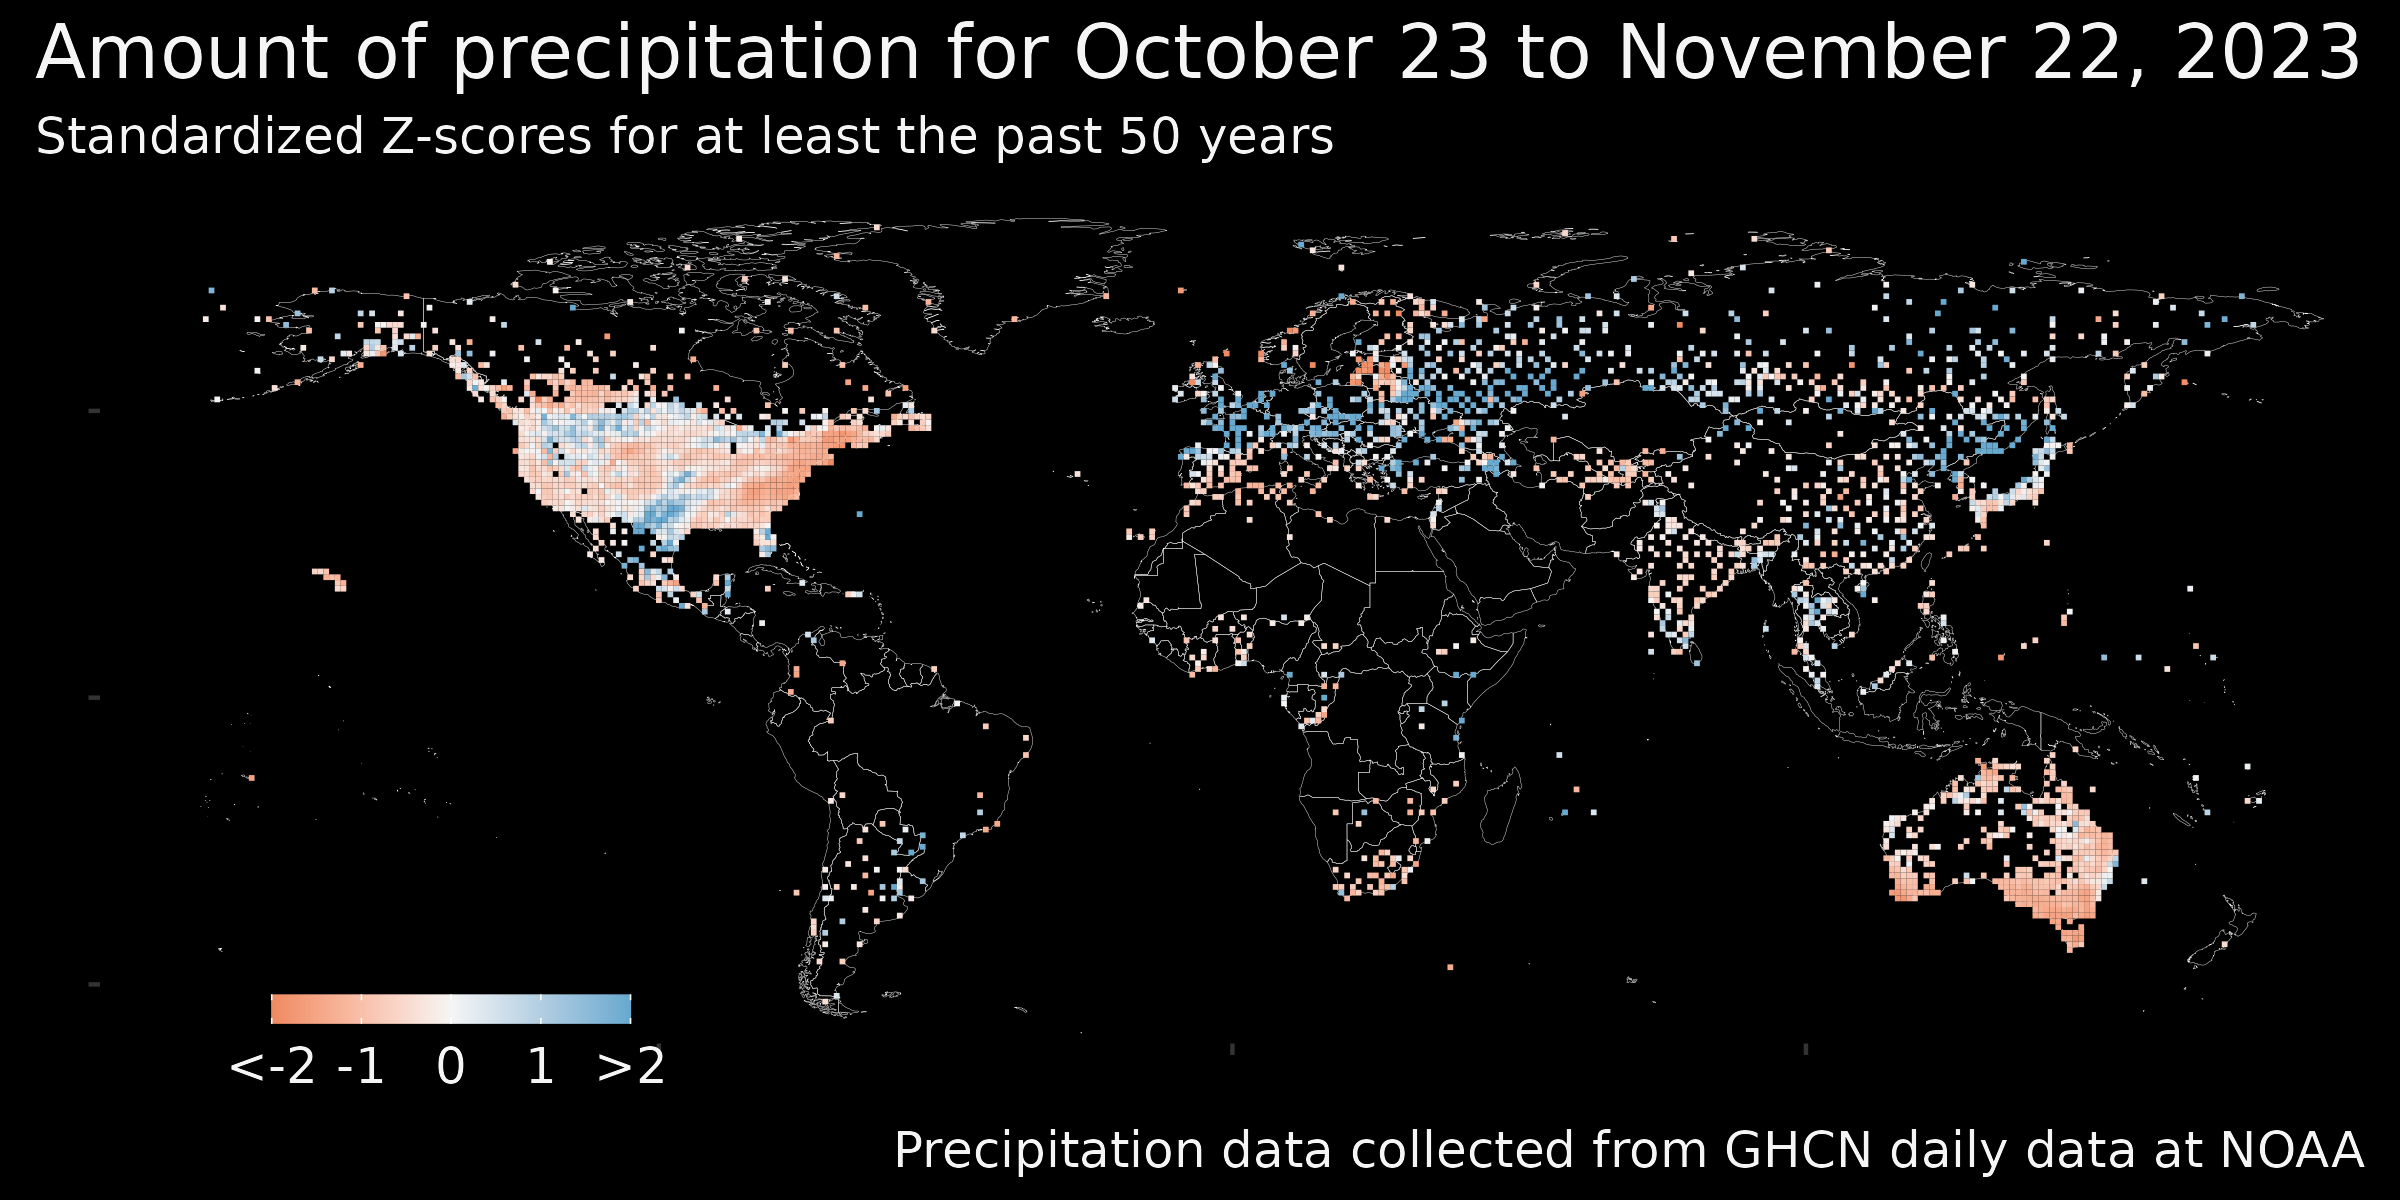 Amount of precipitation for October 23 to November 22, 2023
Standardized Z-scores for at least the past 50 years
<-2 -1 0 1 >2
Precipitation data collected from GHCN daily data at NOAA